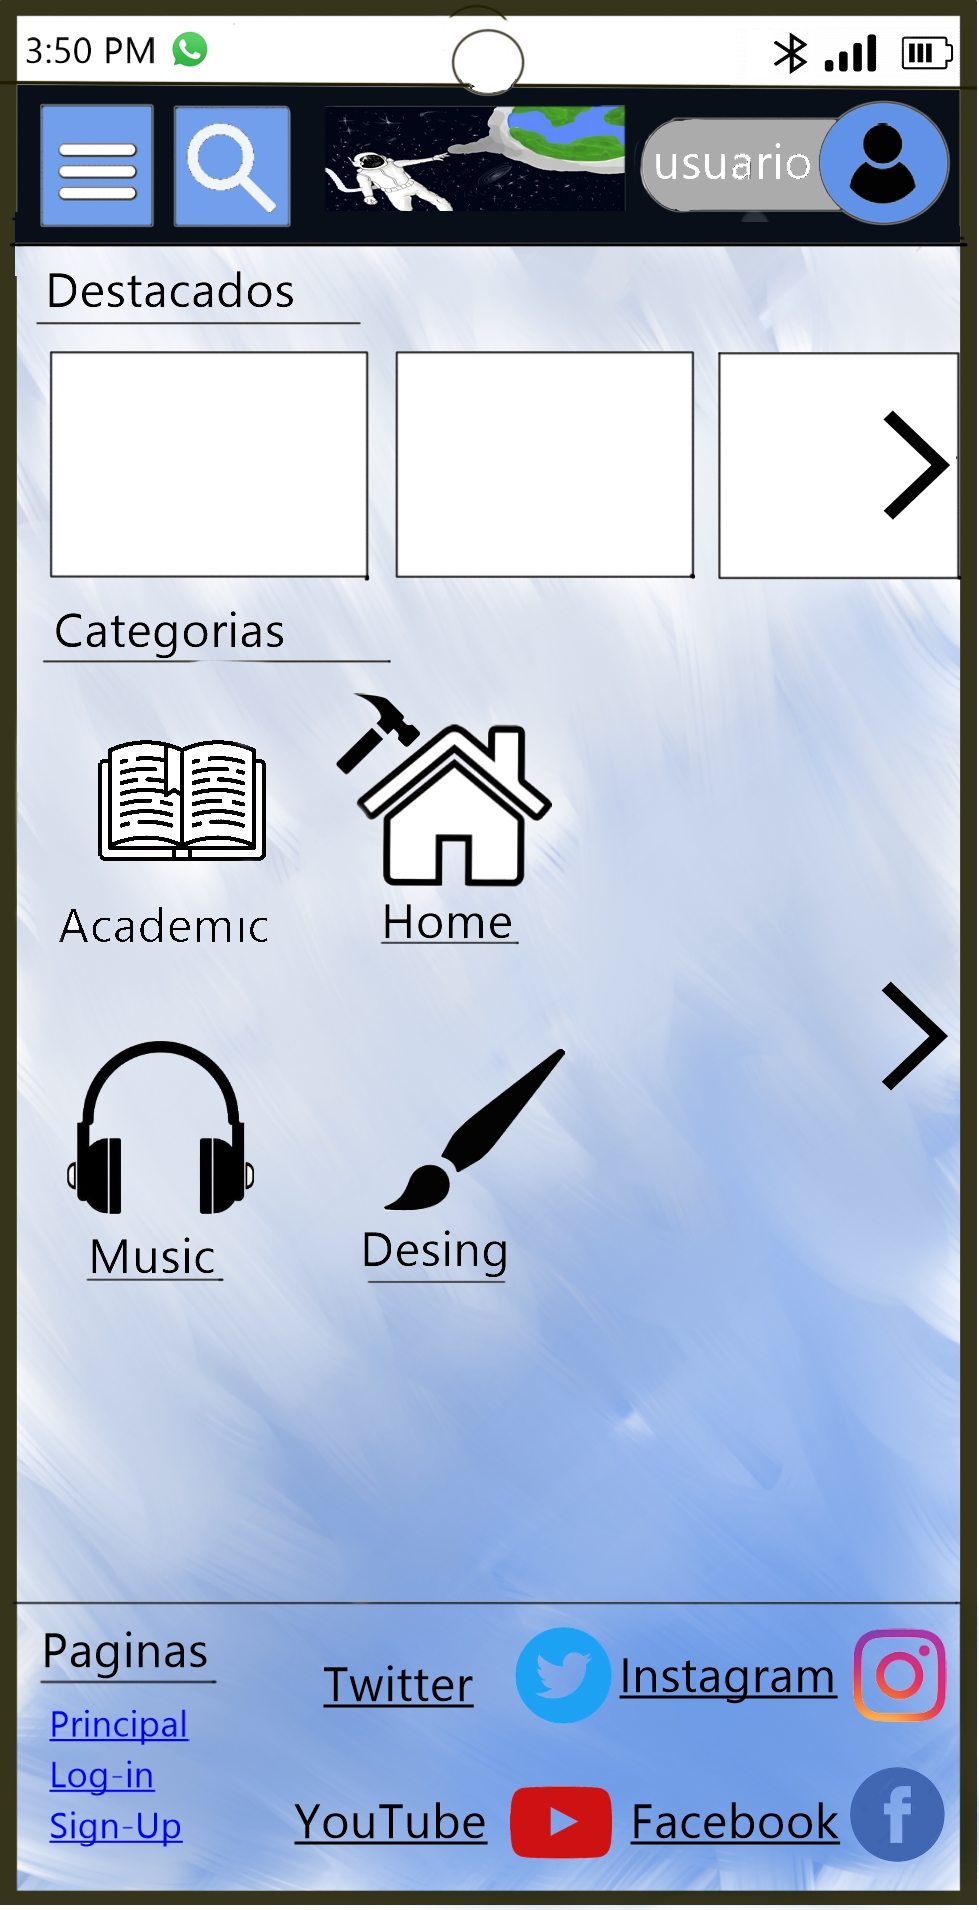 3:50 PM
usuario
Destacados
Categorias
Academic
Home
Music
Desing
Paginas
Principal
Log-in
Sign-Up
Twitter
Instagram
YouTube
Facebook